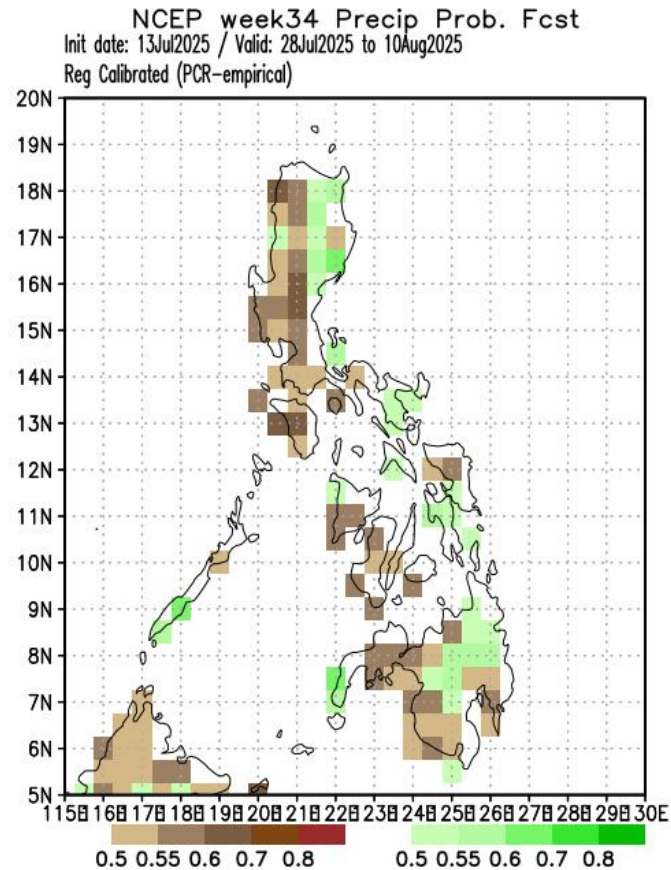 NCEP week34 Precip Prob. Fcst
Init date: 13Jul2025 / Valid: 28Jul2025 to 10Aug2025
Reg Calibrated (PCR-empirical)
20N
19N
18N
17N
16N
15N
14N
13N
12N
11N
10N
9N
8N
7N
6N
5N
115E 116E 117E 118E 119E 120E 121E 122E 123E 124E 125E 126E 127E 128E 129E 130E
0.5 0.55 0.6 0.7 0.8 0.5 0.55 0.6 0.7 0.8